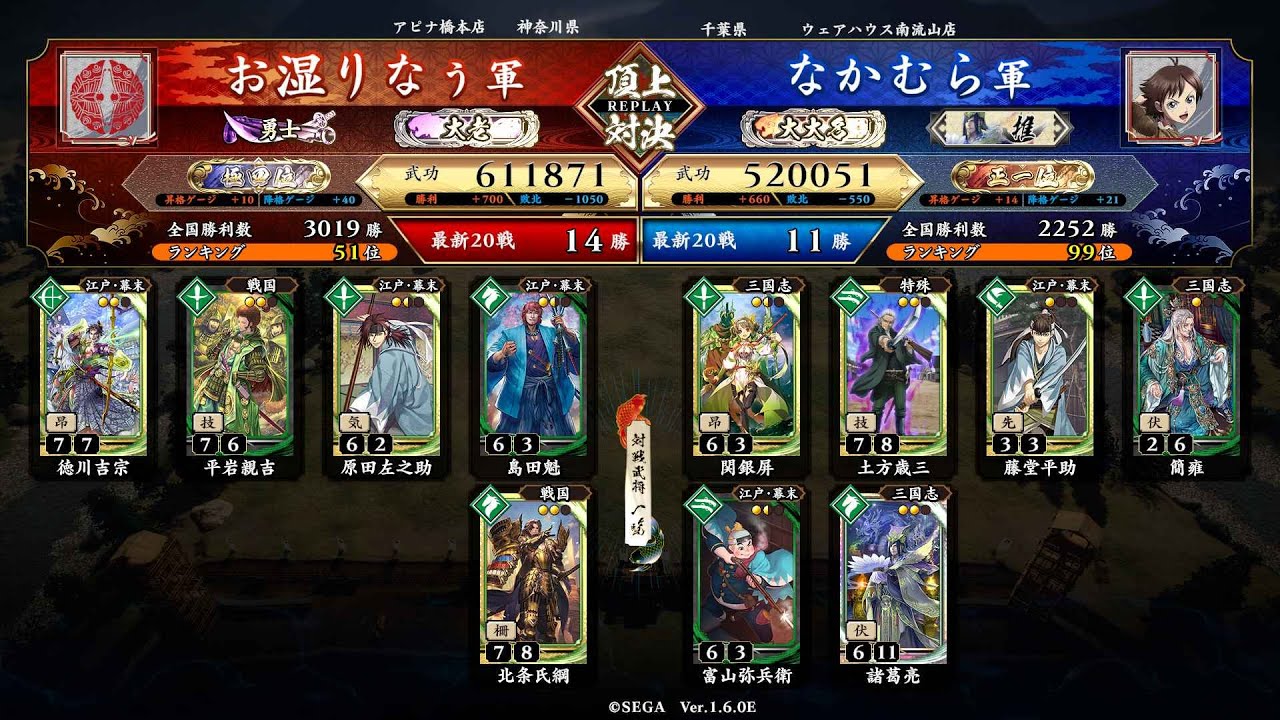 アピナ橋本店 神奈川県
千葉県 ウェアハウス南流山店
お湿りなぅ軍
頂上
REPLAY
対決
なかむら軍
勇士
大老
大大名
推
極四位
昇格ゲージ +10 降格ゲージ +40
武功 611871
勝利 +700 敗北 -1050
武功 520051
勝利 +660 敗北 -550
正一位
昇格ゲージ +14 降格ゲージ +21
全国勝利数 3019勝
ランキング 51位
最新20戦 14勝
最新20戦 11勝
全国勝利数 2252勝
ランキング 99位
江戸・幕末
昂
7 7
徳川吉宗
戦国
技
7 6
平岩親吉
江戸・幕末
気
6 2
原田左之助
江戸・幕末
6 3
島田魁
三国志
昂
6 3
関銀屏
特殊
技
7 8
土方歳三
江戸・幕末
先
3 3
藤堂平助
三国志
伏
2 6
簡雍
対戦武将一覧
戦国
柵
7 8
北条氏綱
江戸・幕末
6 3
富山弥兵衛
三国志
伏
6 11
諸葛亮
©SEGA Ver.1.6.0E